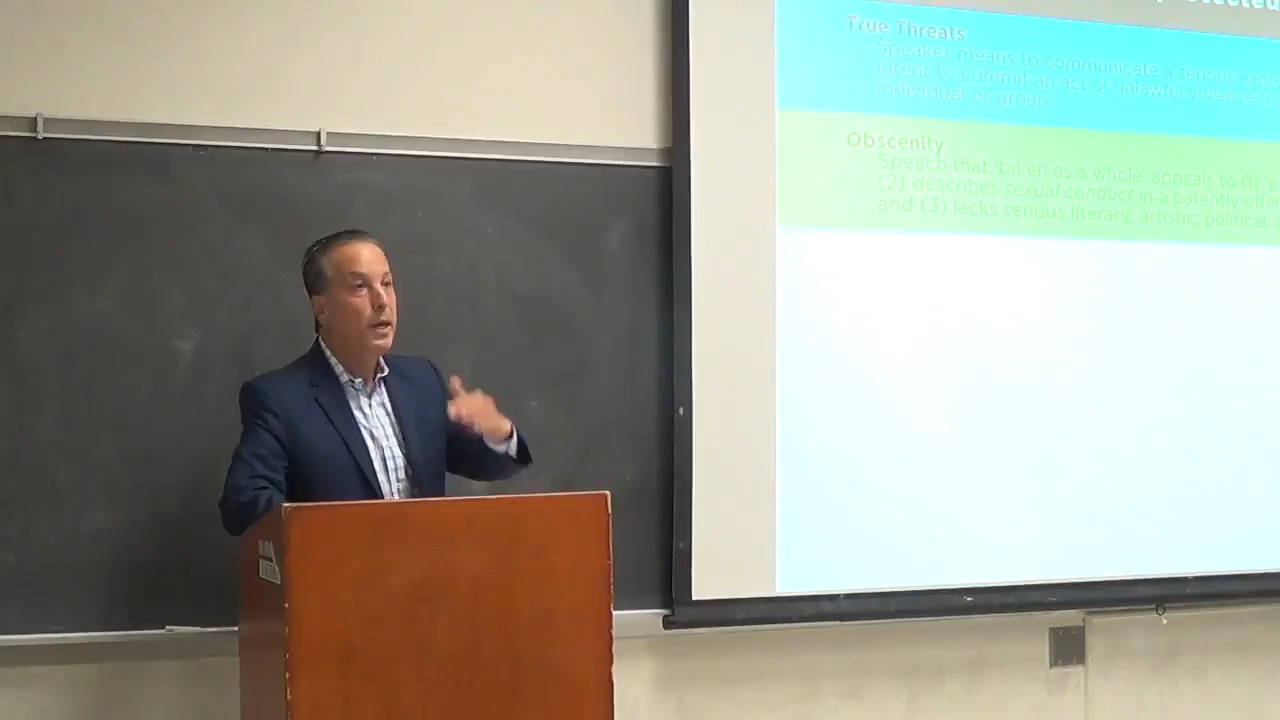 True Threats
Speaker means to communicate a serious
intent to commit an act of unlawful violence
individual or group.
Obscenity
Speech that 'taken as a whole' appeals to (1)
(2) describes sexual conduct in a patently
and (3) lacks serious literary, artistic, political,